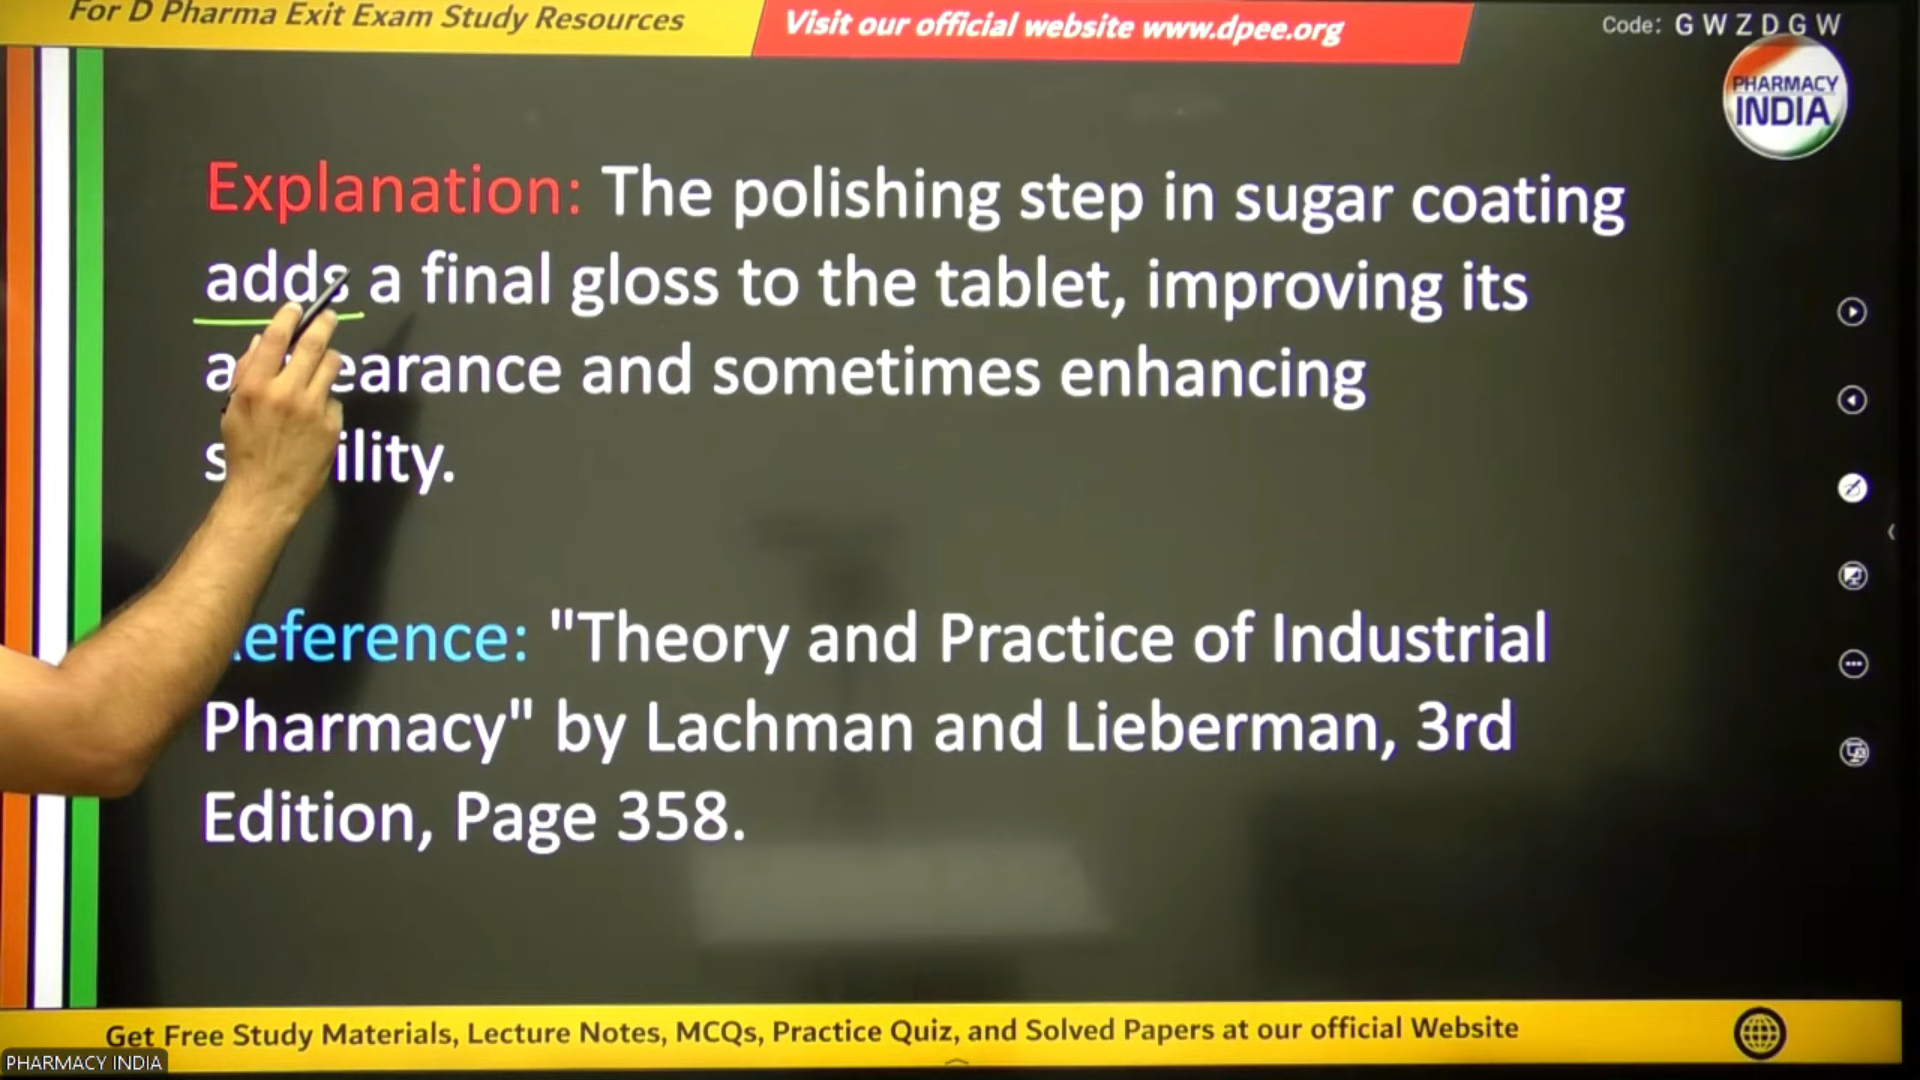 For D Pharma Exit Exam Study Resources
Visit our official website www.dpee.org
Code: G W Z D G W
PHARMACY
INDIA
Explanation: The polishing step in sugar coating
adds a final gloss to the tablet, improving its
and sometimes enhancing
"Theory and Practice of Industrial
Pharmacy" by Lachman and Lieberman, 3rd
Edition, Page 358.
Get Free Study Materials, Lecture Notes, MCQs, Practice Quiz, and Solved Papers at our official Website
PHARMACY INDIA